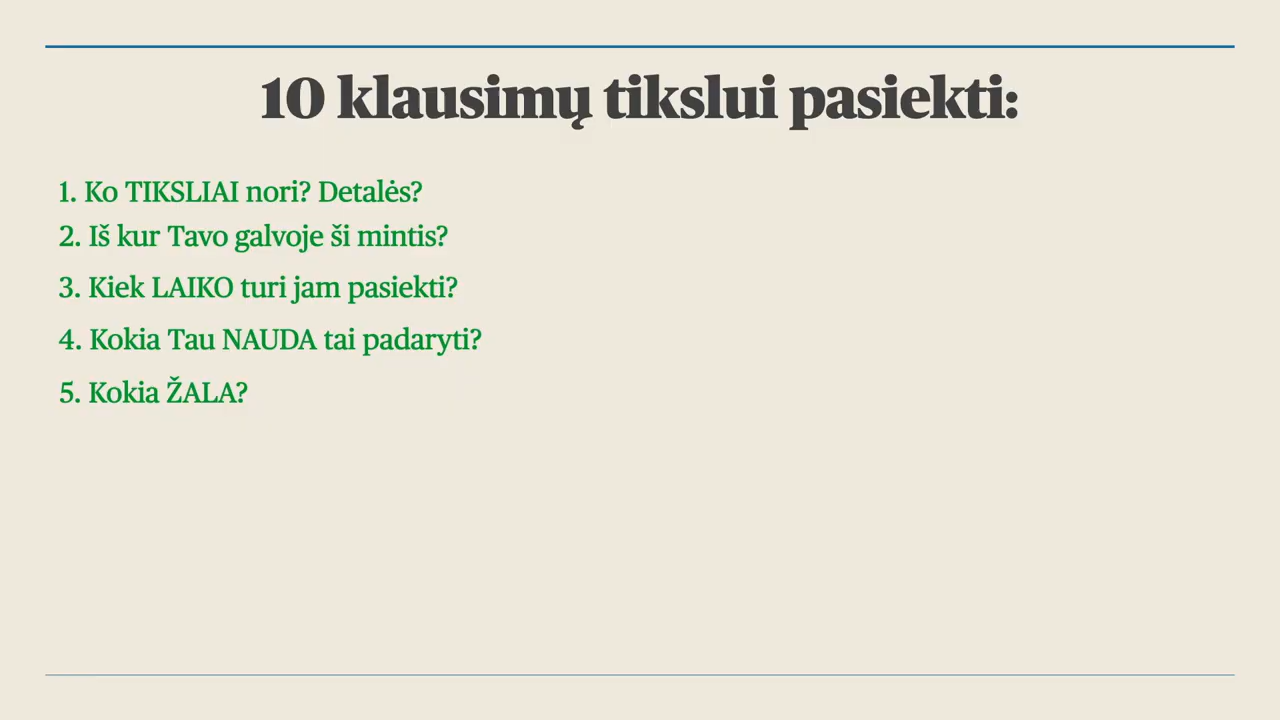 10 klausimų tikslui pasiekti:
1. Ko TIKSLIAI nori? Detalės?
2. Iš kur Tavo galvoje ši mintis?
3. Kiek LAIKO turi jam pasiekti?
4. Kokia Tau NAUDA tai padaryti?
5. Kokia ŽALA?